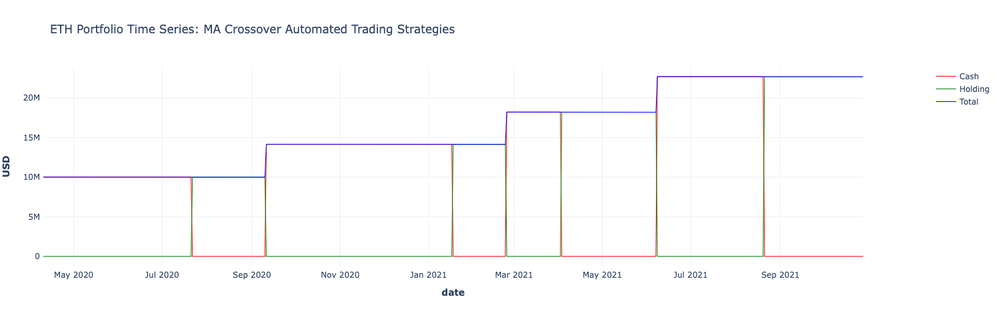 ETH Portfolio Time Series: MA Crossover Automated Trading Strategies
Cash
Holding
Total
USD
20M
15M
10M
5M
0
May 2020
Jul 2020
Sep 2020
Nov 2020
Jan 2021
Mar 2021
May 2021
Jul 2021
Sep 2021
date